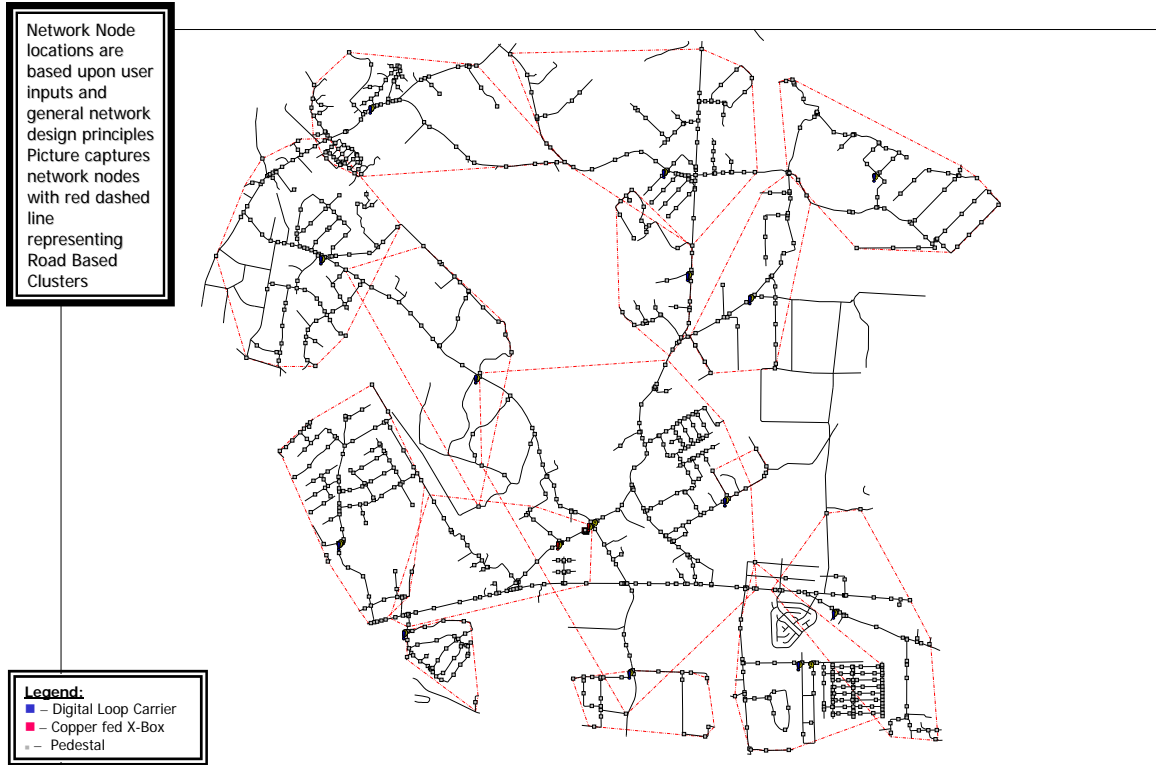 Network Node
locations are
based upon user
inputs and
general network
design principles
Picture captures
network nodes
with red dashed
line
representing
Road Based
Clusters
Legend:
– Digital Loop Carrier
– Copper fed X-Box
– Pedestal